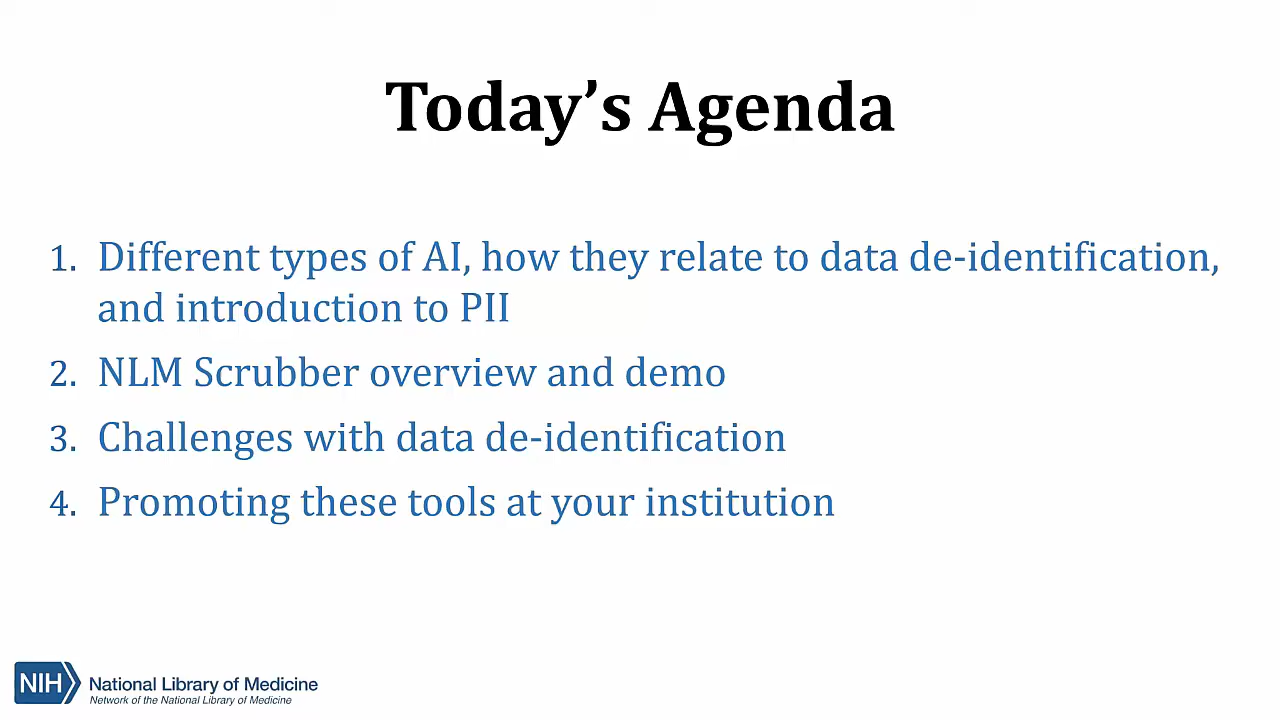 Today’s Agenda
1. Different types of AI, how they relate to data de-identification,
and introduction to PII
2. NLM Scrubber overview and demo
3. Challenges with data de-identification
4. Promoting these tools at your institution
NIH National Library of Medicine
Network of the National Library of Medicine